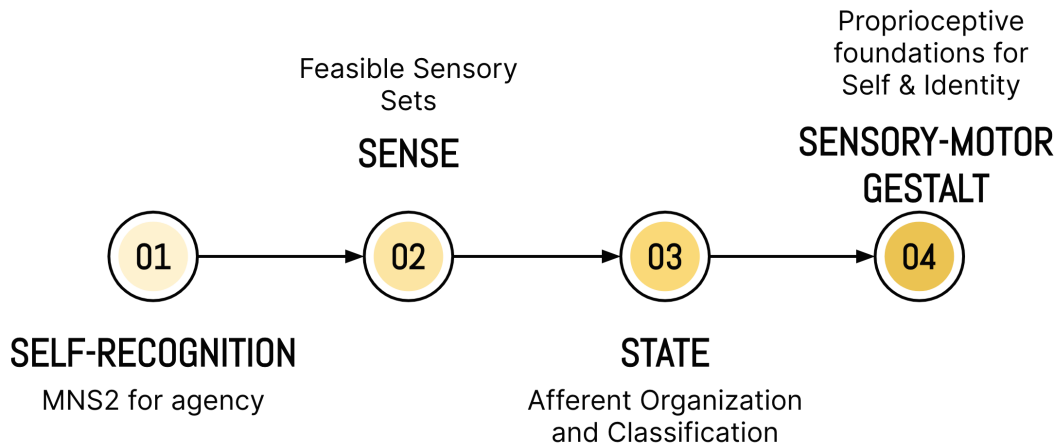 Proprioceptive
foundations for
Self & Identity
SENSORY-MOTOR
GESTALT
Feasible Sensory
Sets
SENSE
01
02
03
04
SELF-RECOGNITION
MNS2 for agency
STATE
Afferent Organization
and Classification